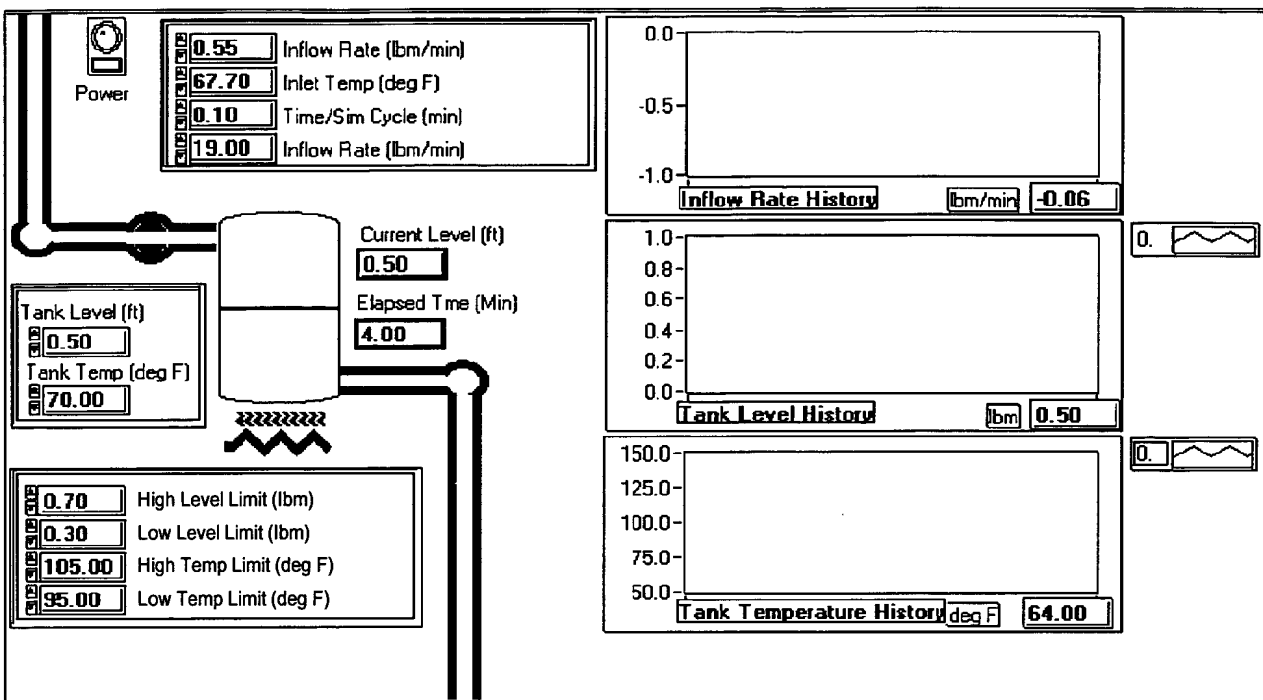 Power
0.55 Inflow Rate (lbm/min)
67.70 Inlet Temp (deg F)
0.10 Time/Sim Cycle (min)
19.00 Inflow Rate (lbm/min)
0.0
-0.5
-1.0
Inflow Rate History lbm/min -0.06
Current Level (ft)
0.50
Elapsed Tme (Min)
4.00
Tank Level (ft)
0.50
Tank Temp (deg F)
70.00
1.0
0.8
0.6
0.4
0.2
0.0
Tank Level History lbm 0.50
0.
0.70 High Level Limit (lbm)
0.30 Low Level Limit (lbm)
105.00 High Temp Limit (deg F)
95.00 Low Temp Limit (deg F)
150.0
125.0
100.0
75.0
50.0
Tank Temperature History deg F 64.00
0.